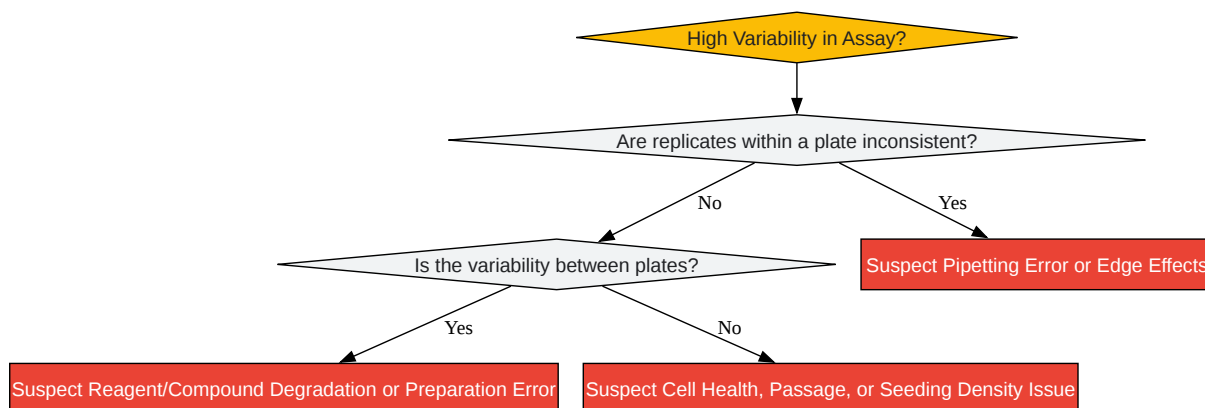 High Variability in Assay?
Are replicates within a plate inconsistent?
No
Yes
Is the variability between plates?
Suspect Pipetting Error or Edge Effects
Yes
No
Suspect Reagent/Compound Degradation or Preparation Error
Suspect Cell Health, Passage, or Seeding Density Issue